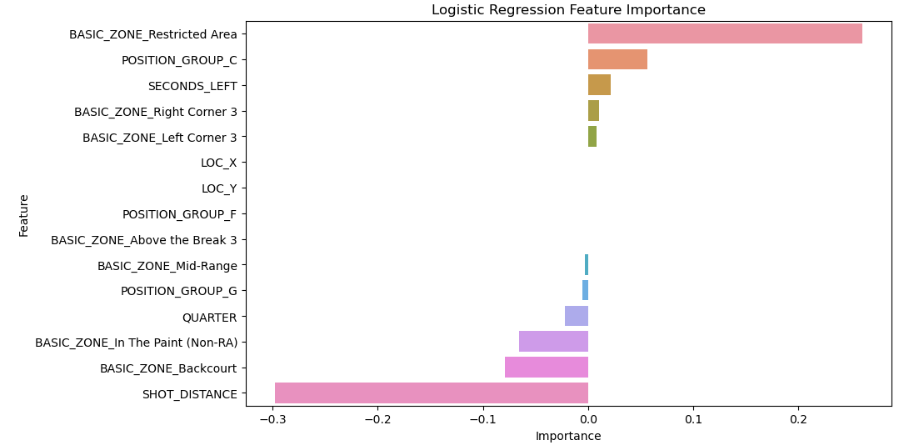 Logistic Regression Feature Importance
BASIC_ZONE_Restricted Area
POSITION_GROUP_C
SECONDS_LEFT
BASIC_ZONE_Right Corner 3
BASIC_ZONE_Left Corner 3
LOC_X
LOC_Y
POSITION_GROUP_F
BASIC_ZONE_Above the Break 3
BASIC_ZONE_Mid-Range
POSITION_GROUP_G
QUARTER
BASIC_ZONE_In The Paint (Non-RA)
BASIC_ZONE_Backcourt
SHOT_DISTANCE
Feature
−0.3 −0.2 −0.1 0.0 0.1 0.2
Importance